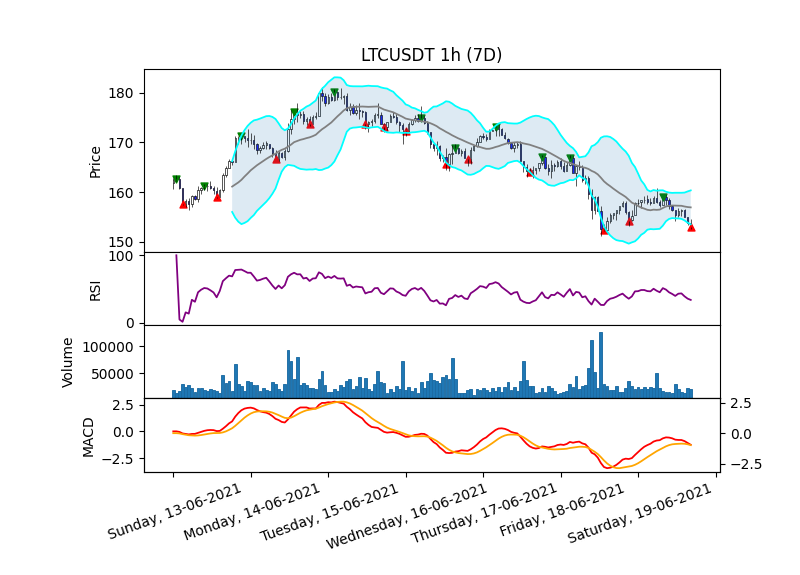 LTCUSDT 1h (7D)
Price
180
170
160
150
RSI
100
0
Volume
100000
50000
MACD
2.5
0.0
−2.5
2.5
0.0
−2.5
Sunday, 13-06-2021
Monday, 14-06-2021
Tuesday, 15-06-2021
Wednesday, 16-06-2021
Thursday, 17-06-2021
Friday, 18-06-2021
Saturday, 19-06-2021